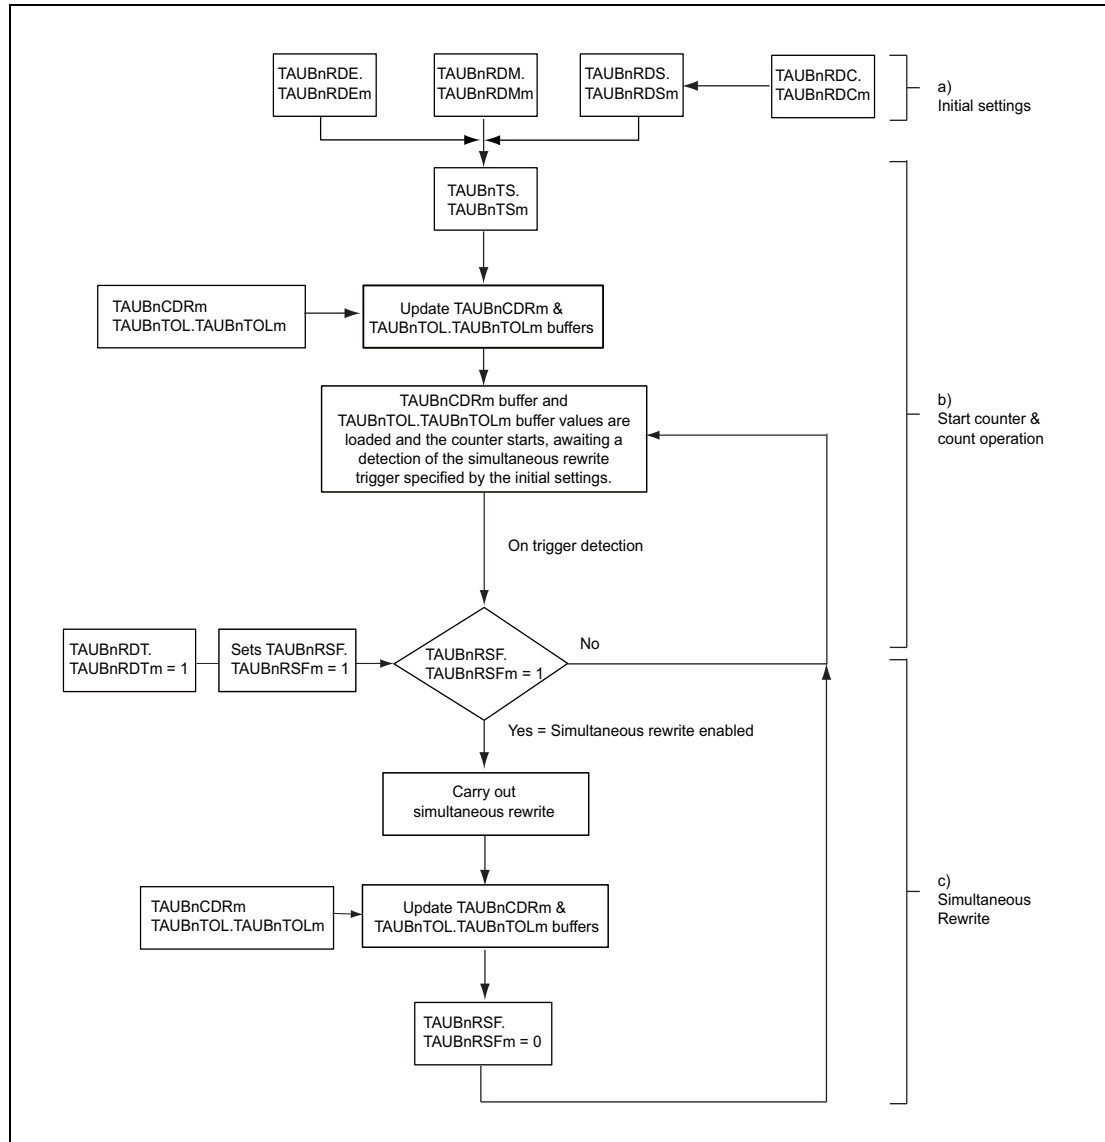 TAUBnRDE.
TAUBnRDEm
TAUBnRDM.
TAUBnRDMm
TAUBnRDS.
TAUBnRDSm
TAUBnRDC.
TAUBnRDCm
a)
Initial settings
TAUBnTS.
TAUBnTSm
TAUBnCDRm
TAUBnTOL.TAUBnTOLm
Update TAUBnCDRm &
TAUBnTOL.TAUBnTOLm buffers
TAUBnCDRm buffer and
TAUBnTOL.TAUBnTOLm buffer values are
loaded and the counter starts, awaiting a
detection of the simultaneous rewrite
trigger specified by the initial settings.
b)
Start counter &
count operation
On trigger detection
TAUBnRDT.
TAUBnRDTm = 1
Sets TAUBnRSF.
TAUBnRSFm = 1
TAUBnRSF.
TAUBnRSFm = 1
No
Yes = Simultaneous rewrite enabled
Carry out
simultaneous rewrite
TAUBnCDRm
TAUBnTOL.TAUBnTOLm
Update TAUBnCDRm &
TAUBnTOL.TAUBnTOLm buffers
c)
Simultaneous
Rewrite
TAUBnRSF.
TAUBnRSFm = 0